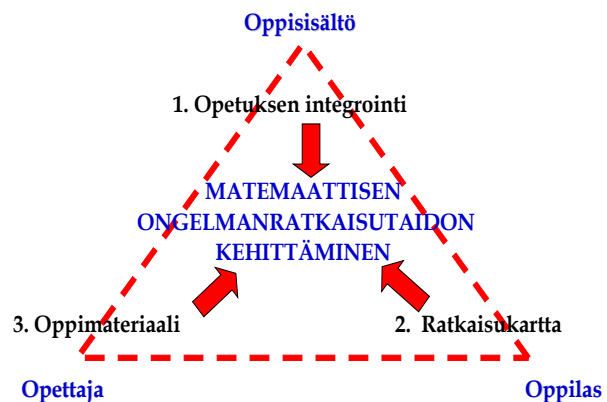 Oppisisältö
1. Opetuksen integrointi
MATEMAATTISEN
ONGELMANRATKAISUTAIDON
KEHITTÄMINEN
3. Oppimateriaali
2. Ratkaisukartta
Opettaja
Oppilas